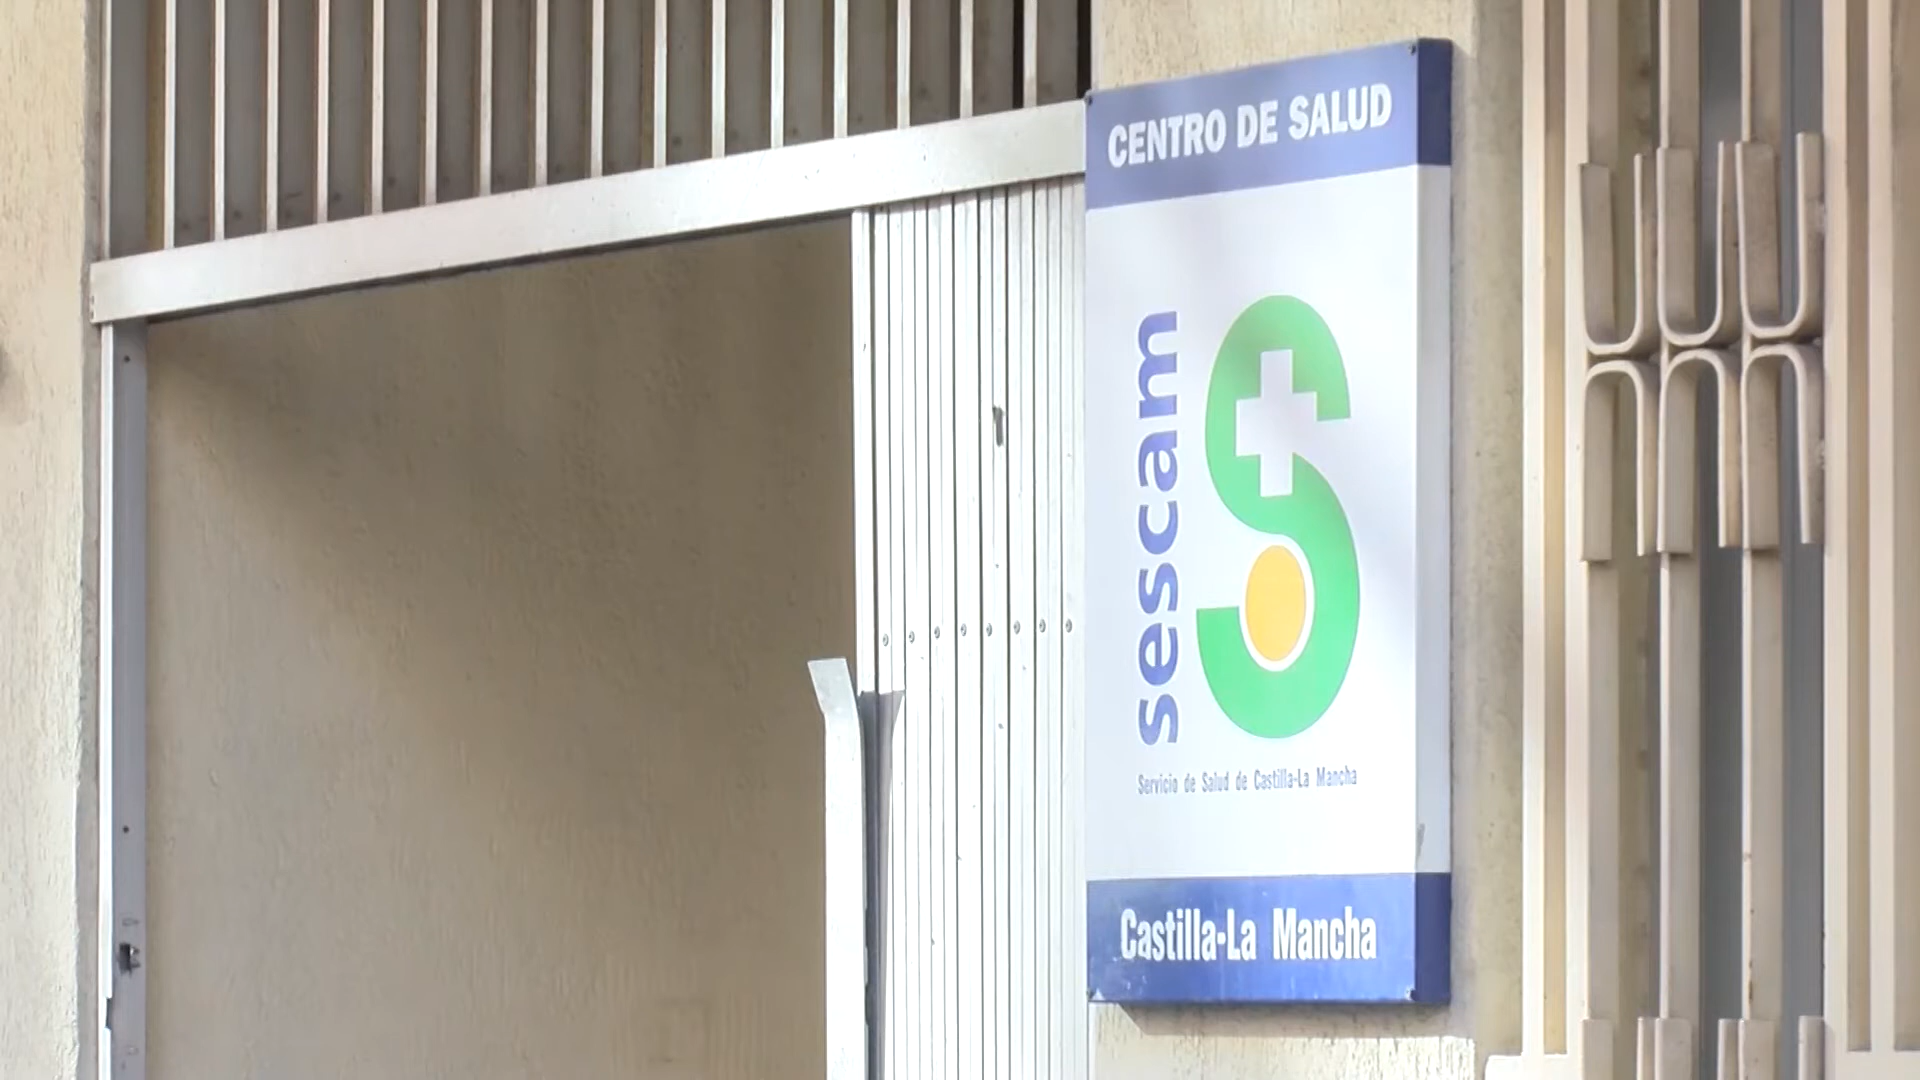 CENTRO DE SALUD
sescam
Servicio de Salud de Castilla-La Mancha
Castilla-La Mancha